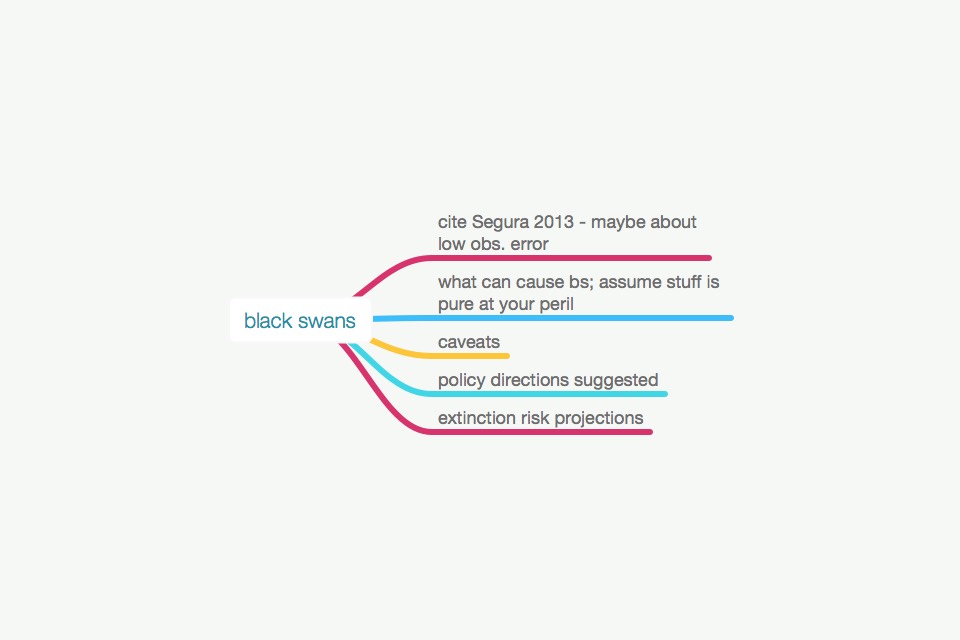 cite Segura 2013 - maybe about
low obs. error
what can cause bs; assume stuff is
pure at your peril
black swans
caveats
policy directions suggested
extinction risk projections